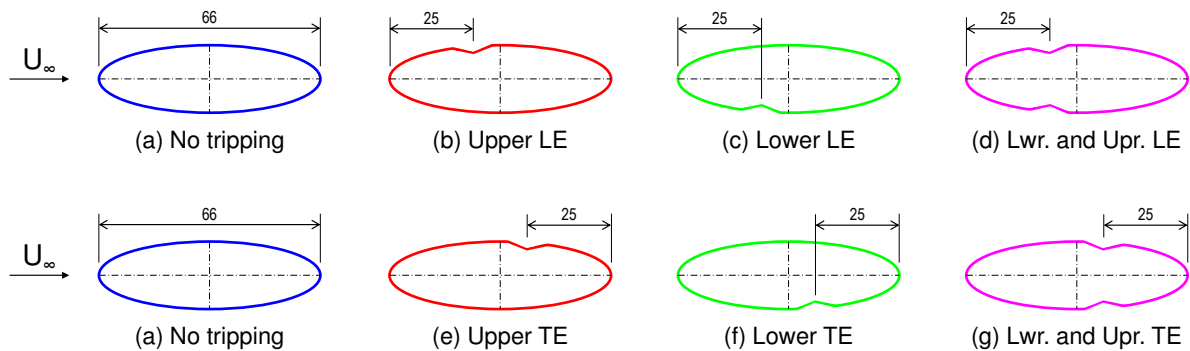 66
25
25
25
U∞
(a) No tripping
(b) Upper LE
(c) Lower LE
(d) Lwr. and Upr. LE
66
25
25
25
U∞
(a) No tripping
(e) Upper TE
(f) Lower TE
(g) Lwr. and Upr. TE